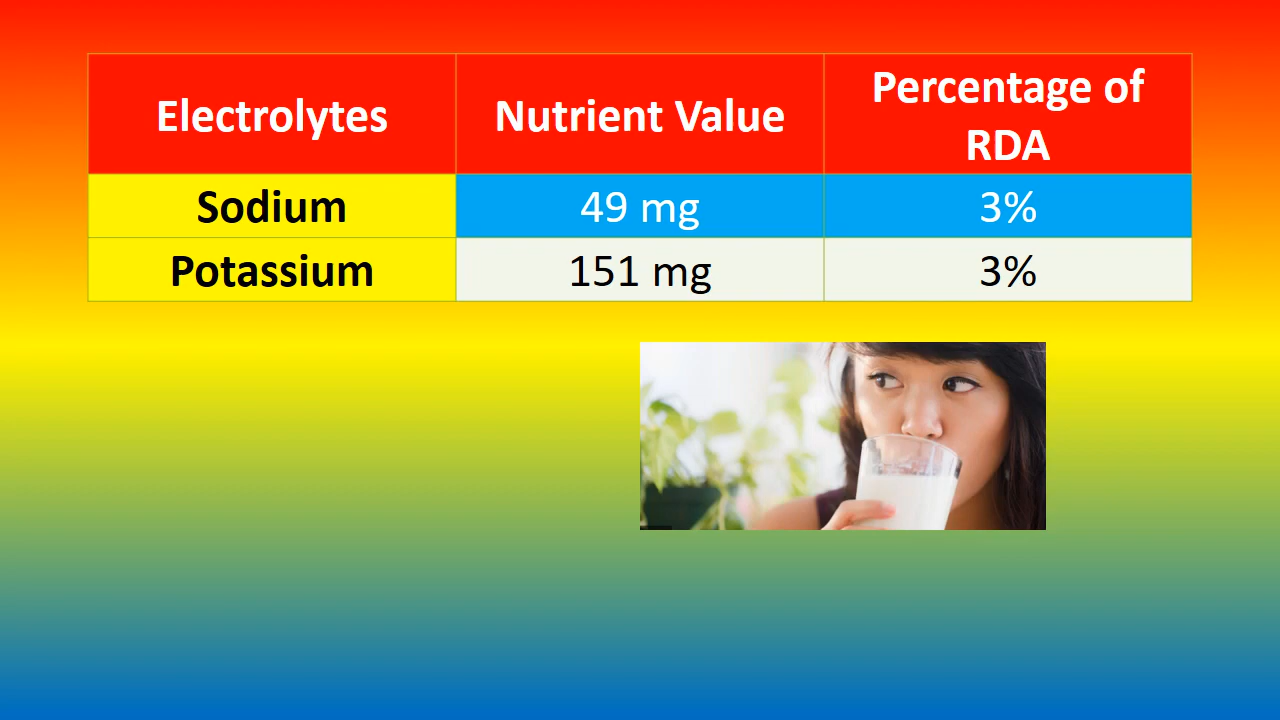 Electrolytes Nutrient Value Percentage of RDA
Sodium 49 mg 3%
Potassium 151 mg 3%